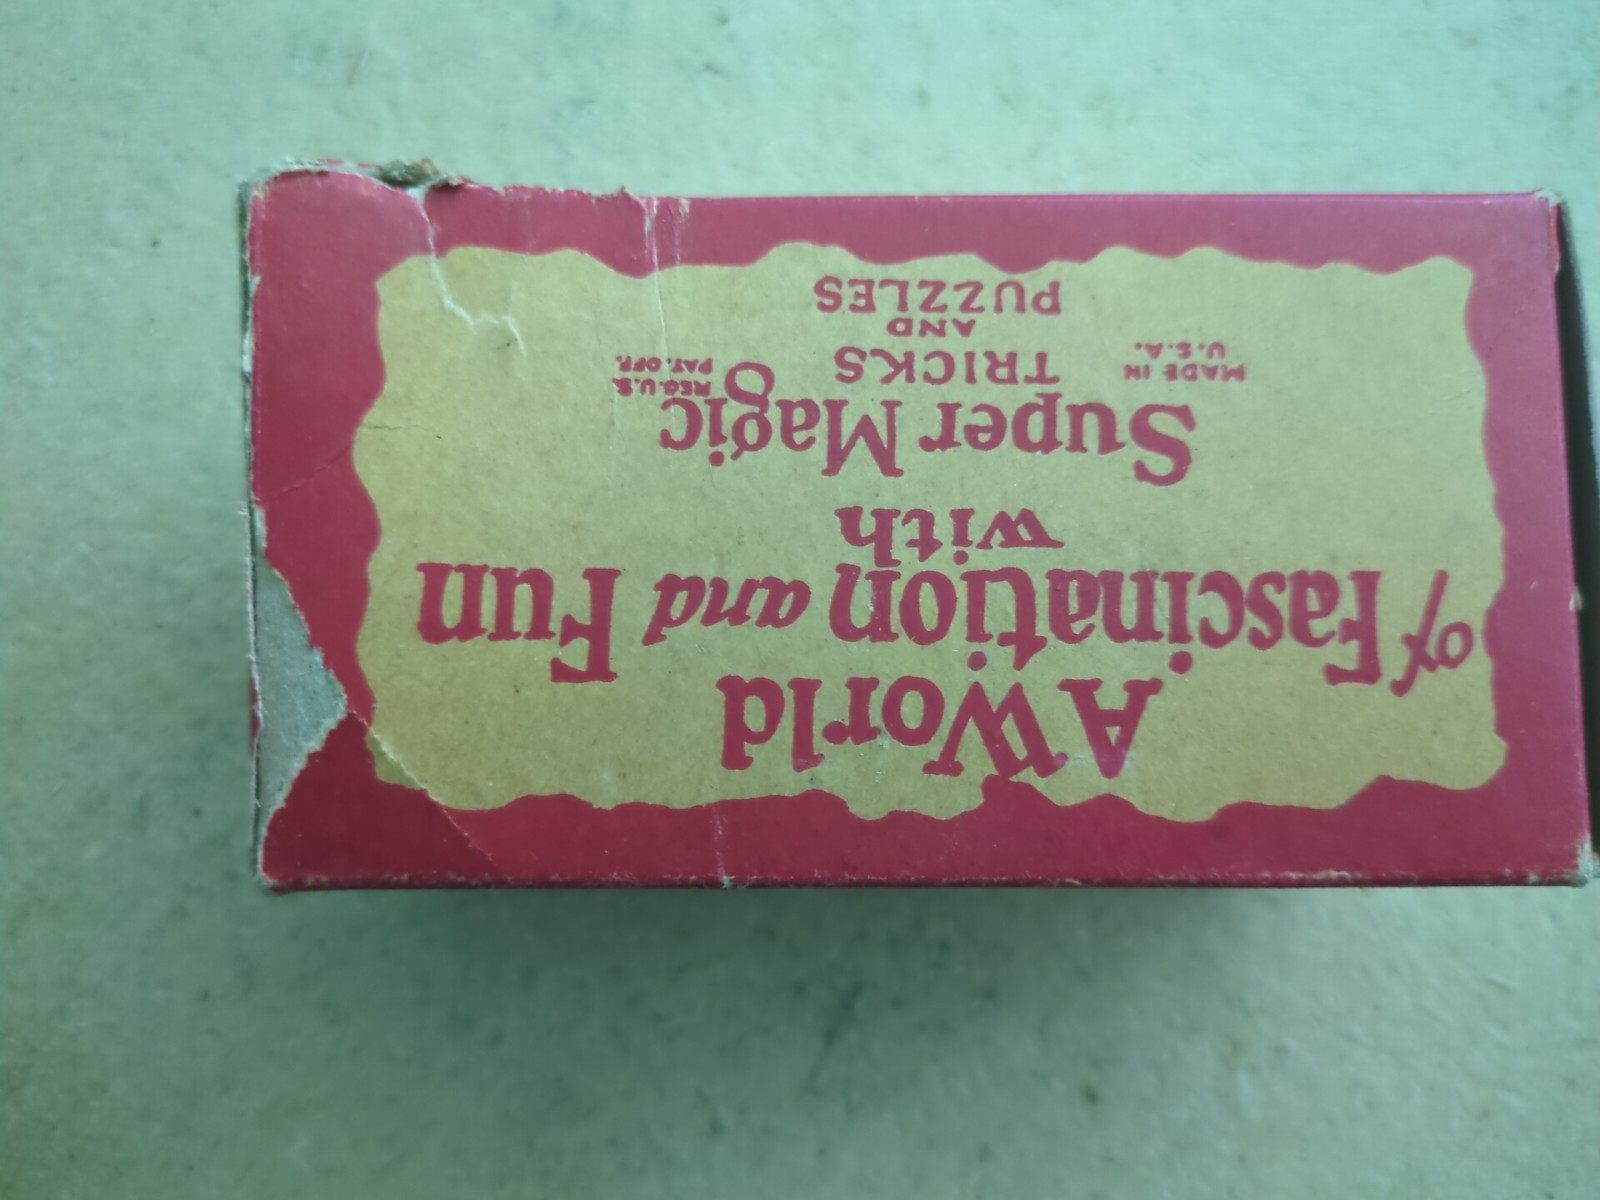 A World
of Fascination and Fun
with
Super Magic
REG. U.S.
PAT. OFF.
TRICKS
AND
PUZZLES
MADE IN
U.S.A.